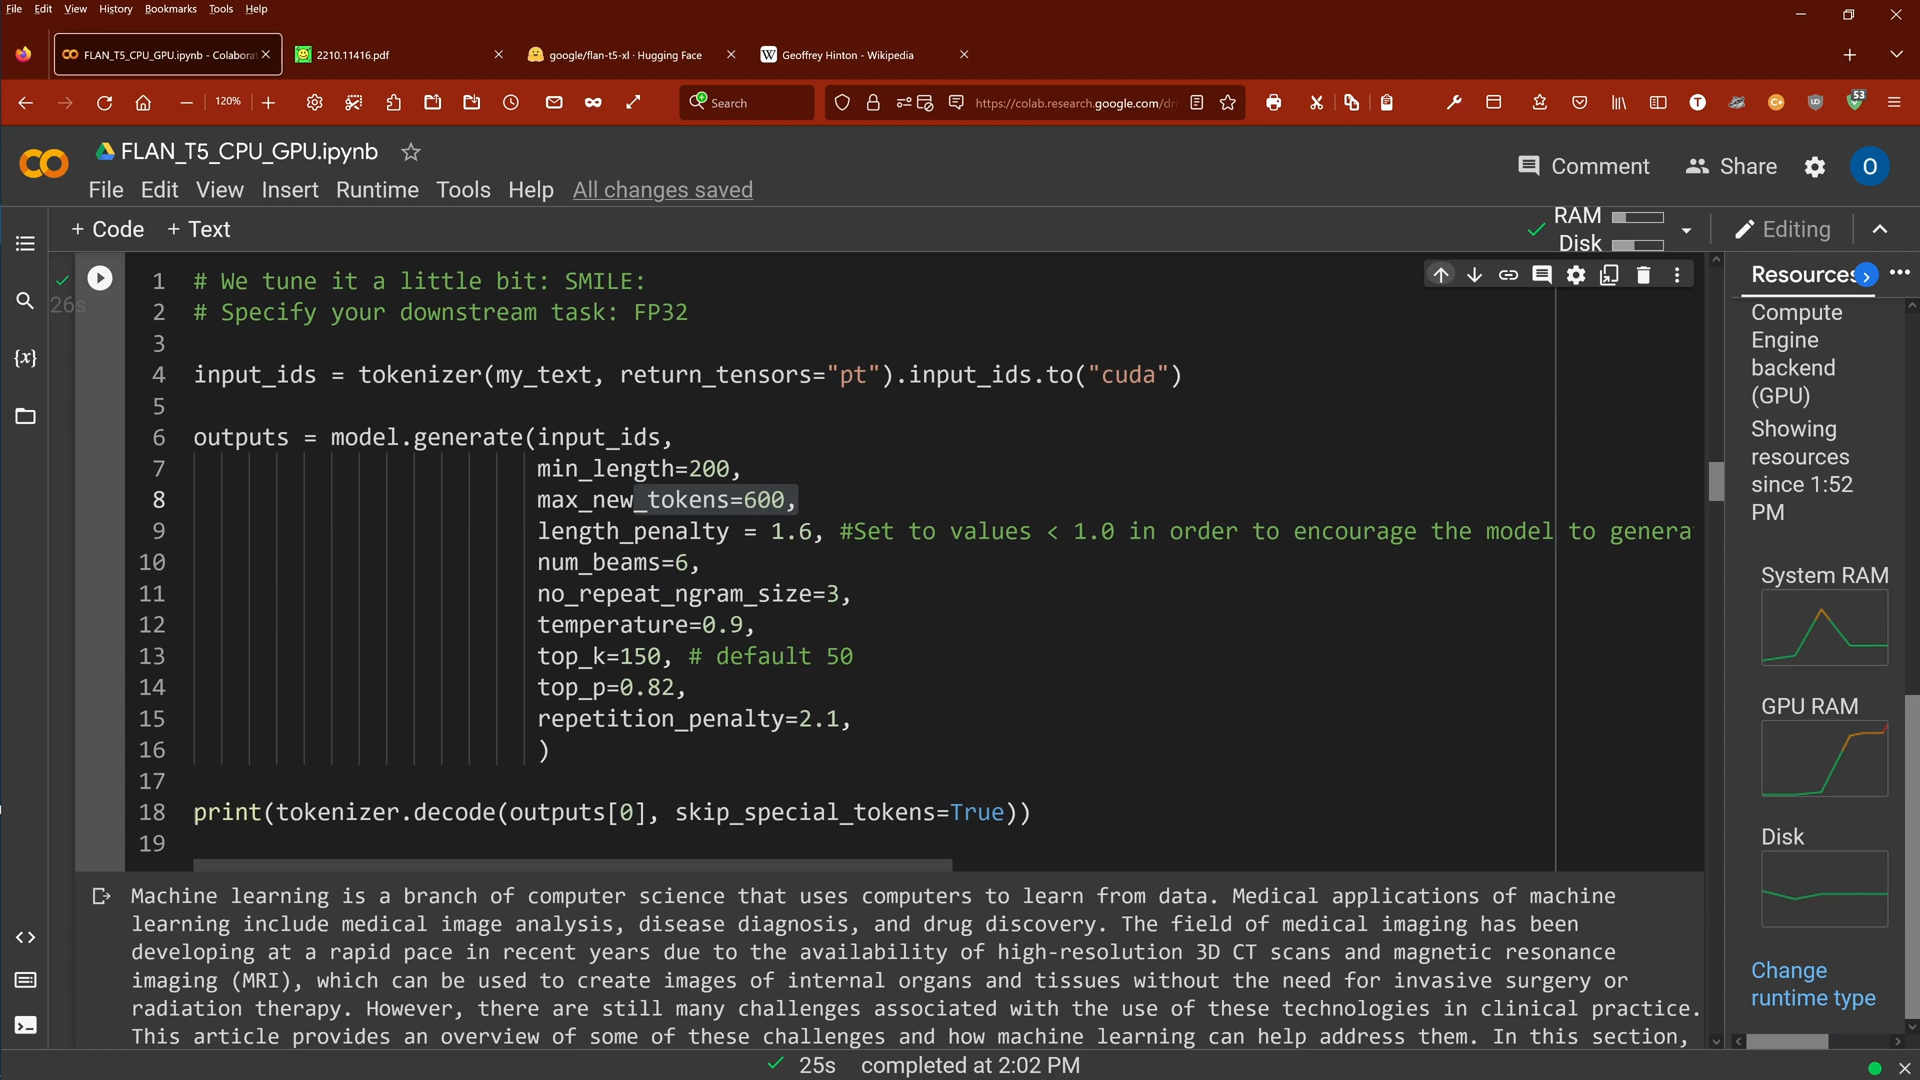 File Edit View History Bookmarks Tools Help
FLAN_T5_CPU_GPU.ipynb - Colabora
2210.11416.pdf
google/flan-t5-xl · Hugging Face
W Geoffrey Hinton - Wikipedia
120%
Search
https://colab.research.google.com/dri
53
FLAN_T5_CPU_GPU.ipynb
Comment
Share
O
File Edit View Insert Runtime Tools Help All changes saved
+ Code + Text
RAM
Disk
Editing
26s
1 # We tune it a little bit: SMILE:
2 # Specify your downstream task: FP32
3
4 input_ids = tokenizer(my_text, return_tensors="pt").input_ids.to("cuda")
5
6 outputs = model.generate(input_ids,
7 min_length=200,
8 max_new_tokens=600,
9 length_penalty = 1.6, #Set to values < 1.0 in order to encourage the model to genera
10 num_beams=6,
11 no_repeat_ngram_size=3,
12 temperature=0.9,
13 top_k=150, # default 50
14 top_p=0.82,
15 repetition_penalty=2.1,
16 )
17
18 print(tokenizer.decode(outputs[0], skip_special_tokens=True))
19
Resources
Compute
Engine
backend
(GPU)
Showing
resources
since 1:52
PM
System RAM
GPU RAM
Disk
Change
runtime type
Machine learning is a branch of computer science that uses computers to learn from data. Medical applications of machine
learning include medical image analysis, disease diagnosis, and drug discovery. The field of medical imaging has been
developing at a rapid pace in recent years due to the availability of high-resolution 3D CT scans and magnetic resonance
imaging (MRI), which can be used to create images of internal organs and tissues without the need for invasive surgery or
radiation therapy. However, there are still many challenges associated with the use of these technologies in clinical practice.
This article provides an overview of some of these challenges and how machine learning can help address them. In this section,
25s completed at 2:02 PM